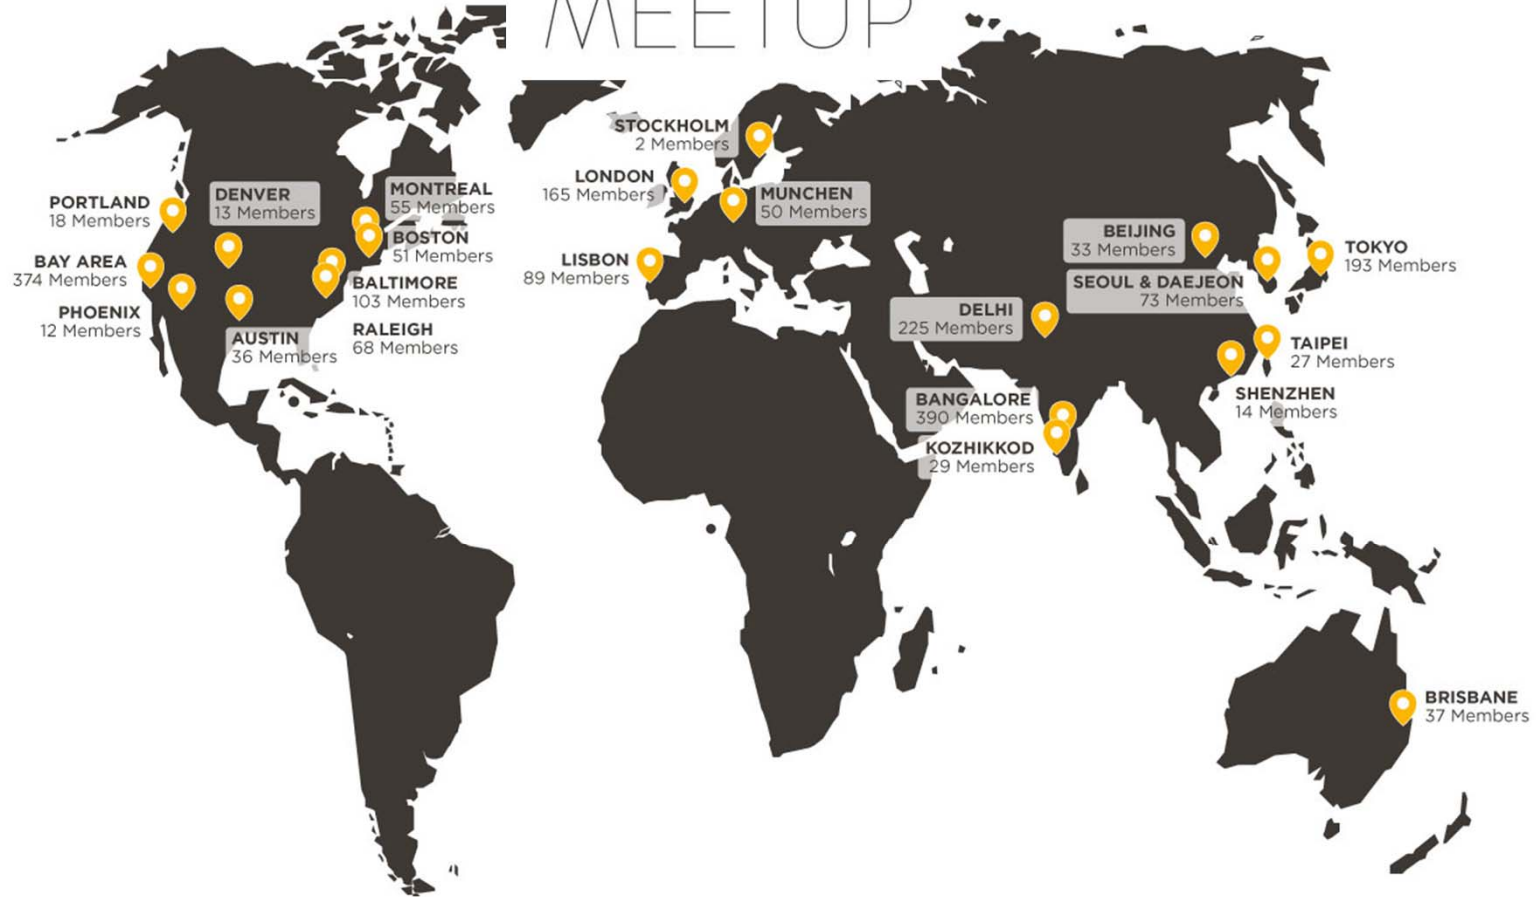 MEETUP
STOCKHOLM
2 Members
LONDON
165 Members
MUNCHEN
50 Members
LISBON
89 Members
PORTLAND
18 Members
DENVER
13 Members
MONTREAL
55 Members
BOSTON
51 Members
BAY AREA
374 Members
BALTIMORE
103 Members
PHOENIX
12 Members
AUSTIN
36 Members
RALEIGH
68 Members
BEIJING
33 Members
TOKYO
193 Members
SEOUL & DAEJEON
73 Members
DELHI
225 Members
TAIPEI
27 Members
SHENZHEN
14 Members
BANGALORE
390 Members
KOZHIKKOD
29 Members
BRISBANE
37 Members